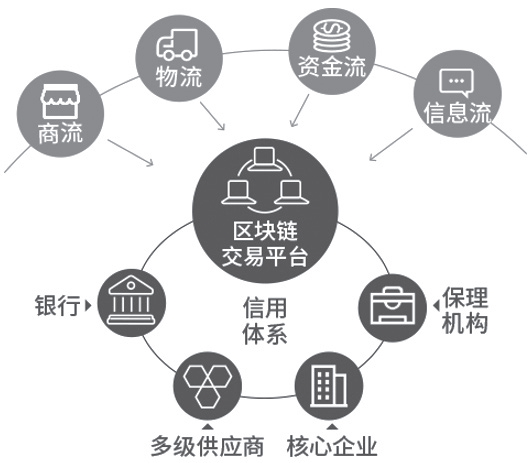 物流
资金流
商流
信息流
区块链
交易平台
银行
信用
体系
保理
机构
多级供应商
核心企业